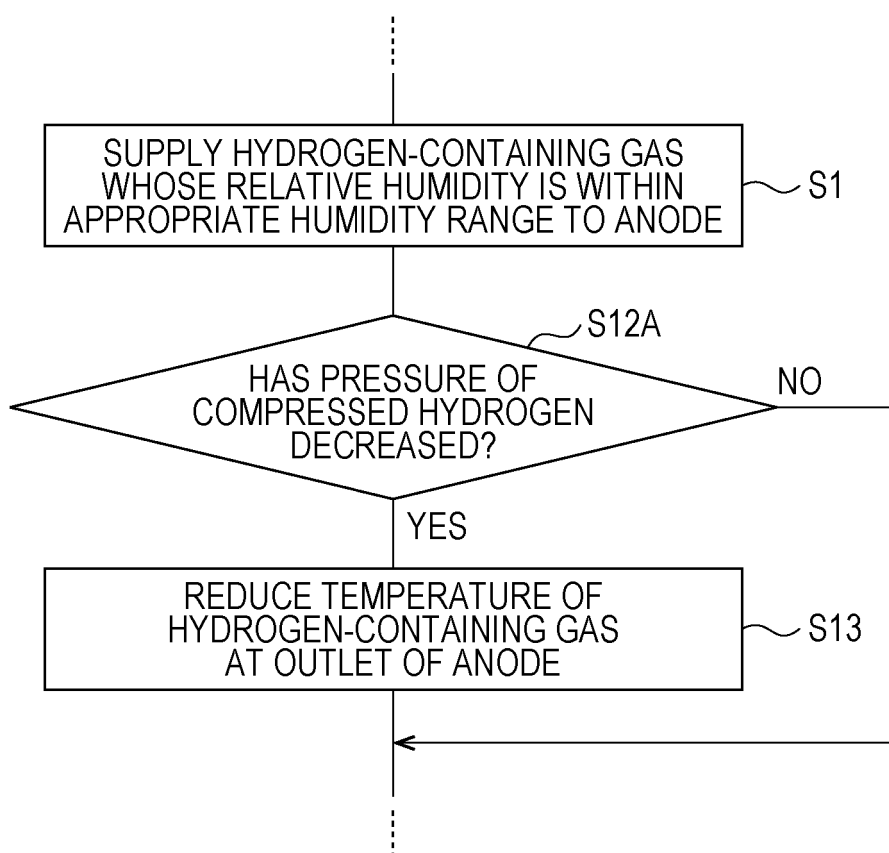 SUPPLY HYDROGEN-CONTAINING GAS
WHOSE RELATIVE HUMIDITY IS WITHIN
APPROPRIATE HUMIDITY RANGE TO ANODE
S1
S12A
HAS PRESSURE OF
COMPRESSED HYDROGEN
DECREASED?
NO
YES
REDUCE TEMPERATURE OF
HYDROGEN-CONTAINING GAS
AT OUTLET OF ANODE
S13